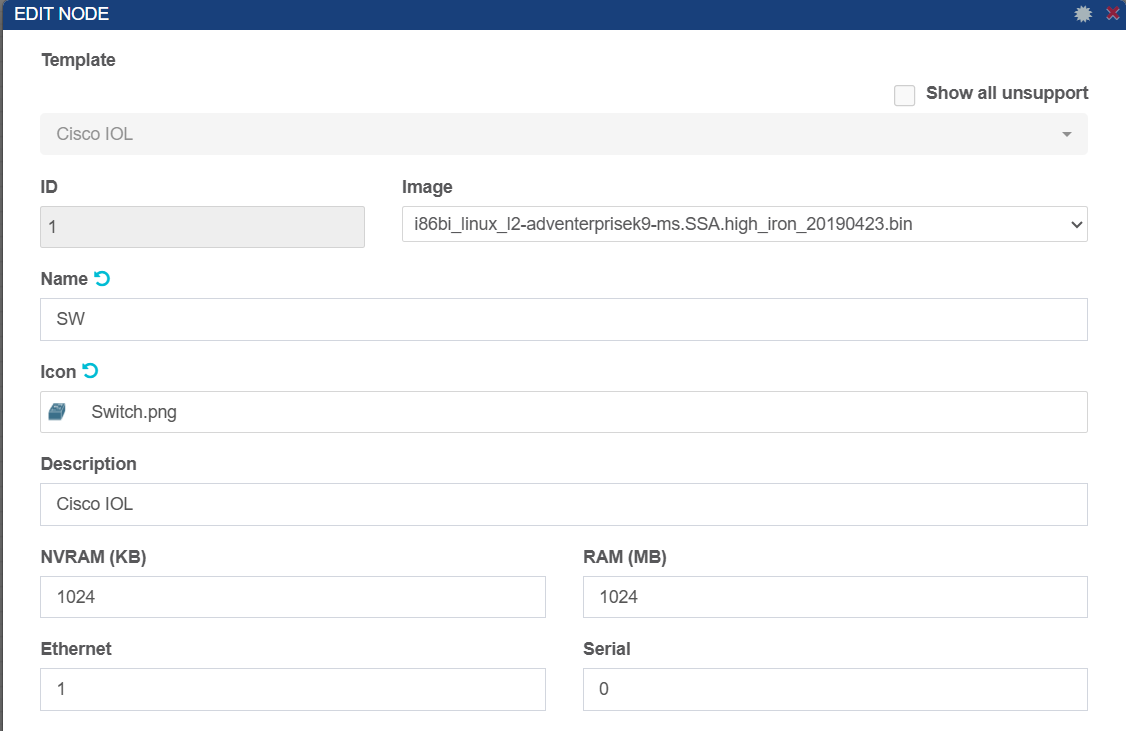 EDIT NODE
Template
Show all unsupport
Cisco IOL
ID
Image
1
i86bi_linux_l2-adventerprisek9-ms.SSA.high_iron_20190423.bin
Name
SW
Icon
Switch.png
Description
Cisco IOL
NVRAM (KB)
RAM (MB)
1024
1024
Ethernet
Serial
1
0